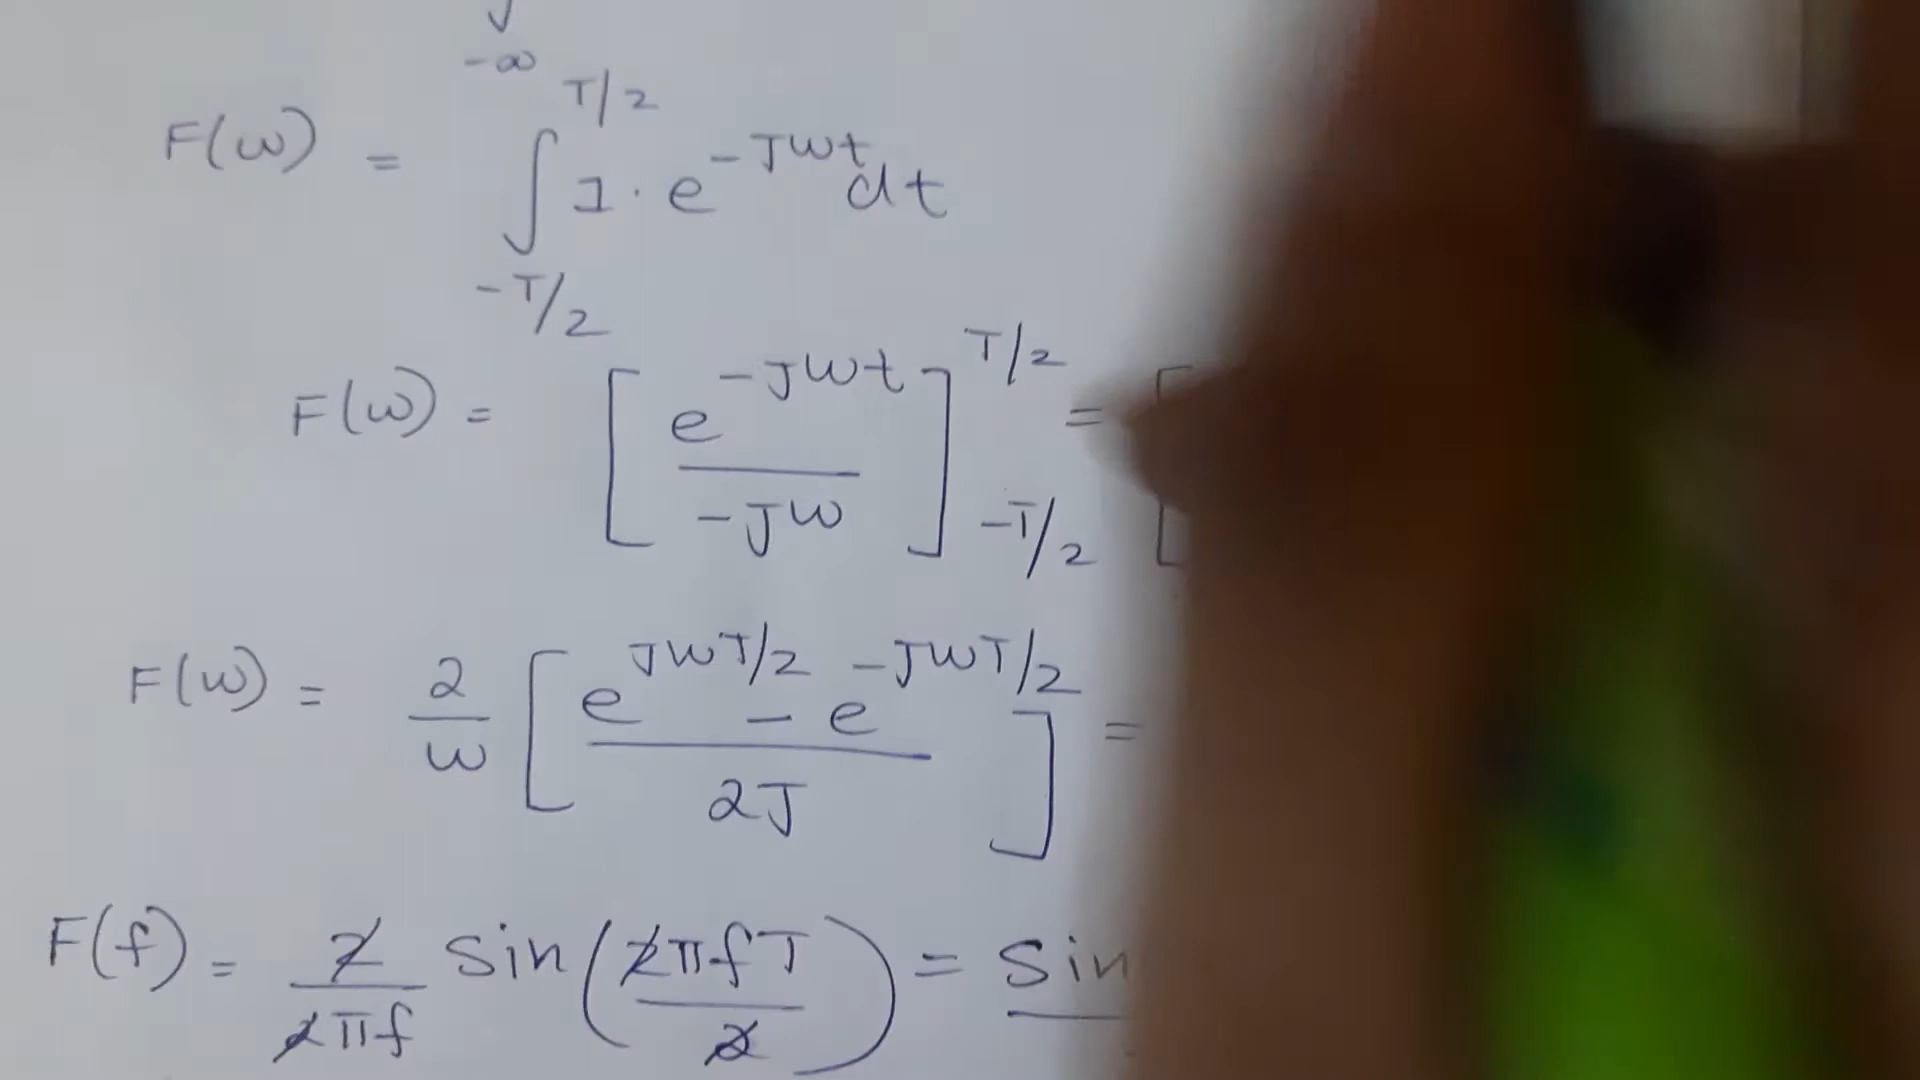 -∞
F(ω) = ∫_{-T/2}^{T/2} 1 · e^{-Jωt} dt
F(ω) = [ e^{-Jωt} / -Jω ]_{-T/2}^{T/2} = [
F(ω) = 2/ω [ (e^{JωT/2} - e^{-JωT/2}) / 2J ] =
F(f) = 2/2πf sin(2πfT/2) = sin